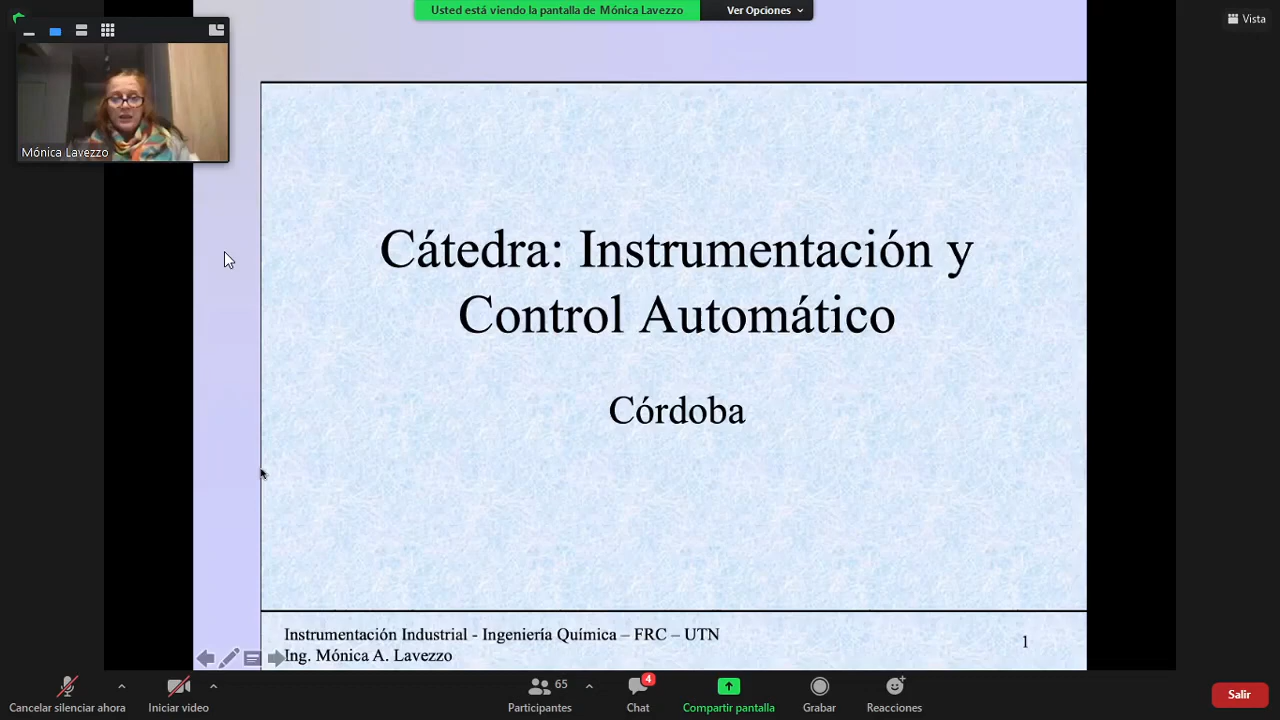 Usted está viendo la pantalla de Mónica Lavezzo
Ver Opciones
Vista
Mónica Lavezzo
Cátedra: Instrumentación y
Control Automático
Córdoba
Instrumentación Industrial - Ingeniería Química – FRC – UTN
Ing. Mónica A. Lavezzo
1
Cancelar silenciar ahora
Iniciar video
65
Participantes
4
Chat
Compartir pantalla
Grabar
Reacciones
Salir